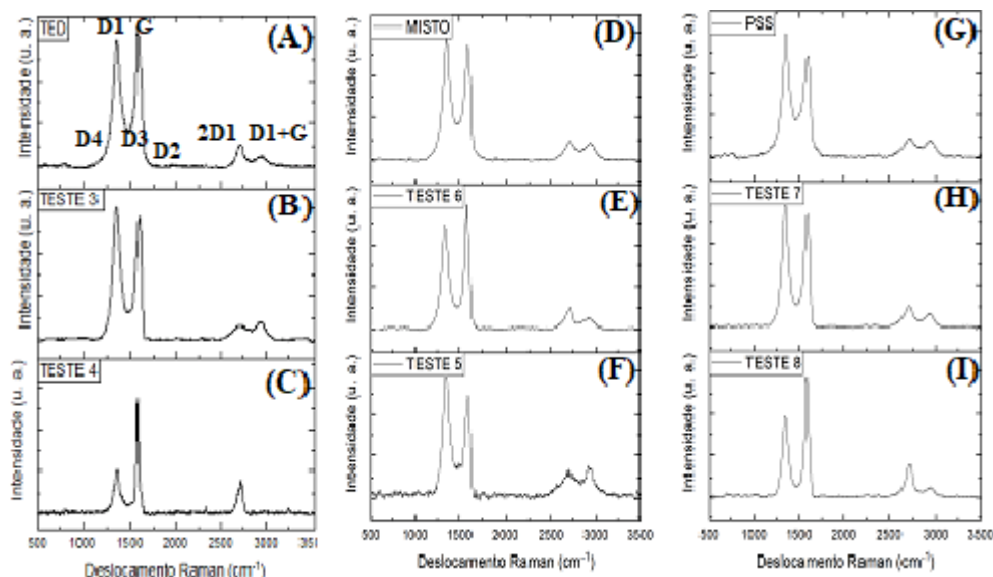 TED
D1 G
(A)
Intensidade (u. a.)
D4
D3
D2
2D1
D1+G
TESTE 3
(B)
Intensidade (u. a.)
TESTE 4
(C)
Intensidade (u. a.)
500 1000 1500 2000 2500 3000
Deslocamento Raman (cm⁻¹)
MISTO
(D)
Intensidade (u. a.)
TESTE 6
(E)
Intensidade (u. a.)
TESTE 5
(F)
Intensidade (u. a.)
500 1000 1500 2000 2500 3000 3500
Deslocamento Raman (cm⁻¹)
PSS
(G)
Intensidade (u. a.)
TESTE 7
(H)
Intensidade (u. a.)
TESTE 8
(I)
Intensidade (u. a.)
500 1000 1500 2000 2500 3000 3500
Deslocamento Raman (cm⁻¹)